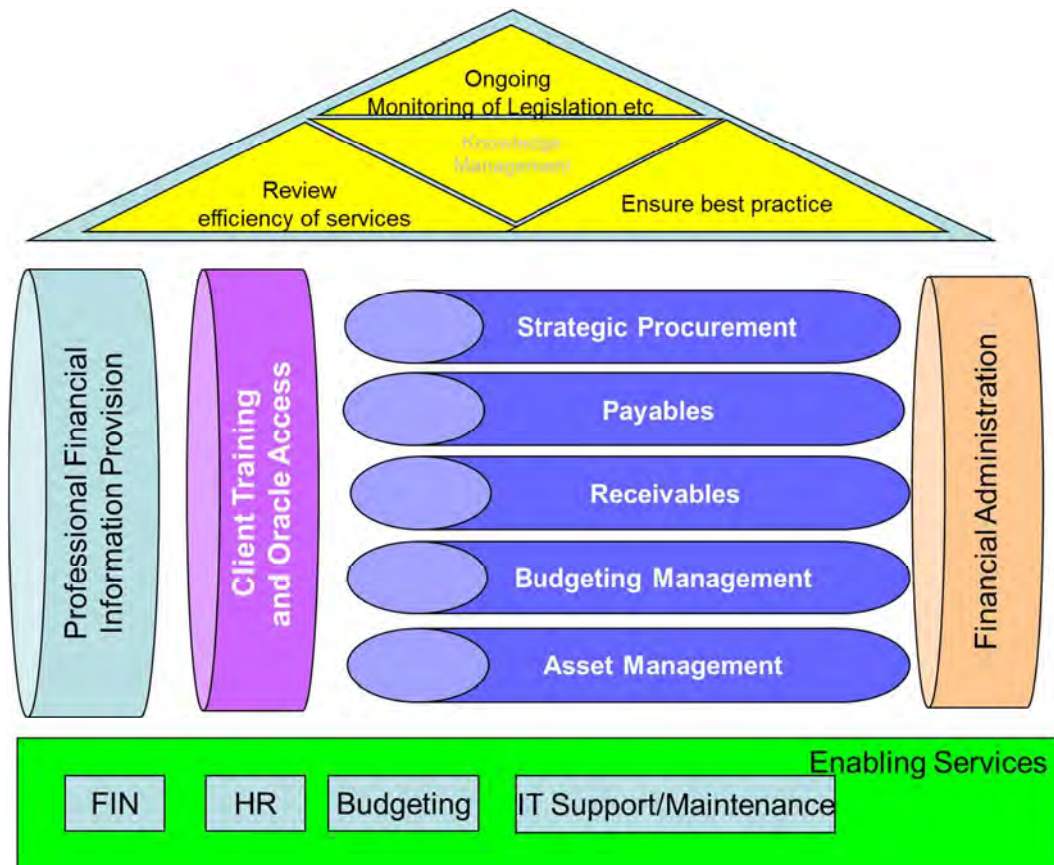 Ongoing
Monitoring of Legislation etc
Knowledge
Management
Review
efficiency of services
Ensure best practice
Professional Financial
Information Provision
Client Training
and Oracle Access
Strategic Procurement
Payables
Receivables
Budgeting Management
Asset Management
Financial Administration
Enabling Services
FIN
HR
Budgeting
IT Support/Maintenance